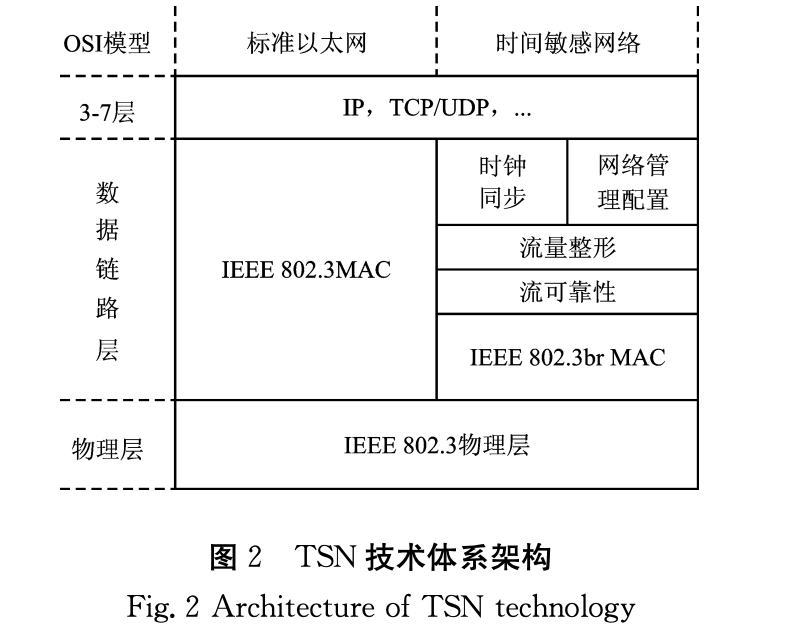 OSI模型 标准以太网 时间敏感网络
3-7层 IP，TCP/UDP，...
数
据
链
路
层
IEEE 802.3MAC
时钟
同步
网络管
理配置
流量整形
流可靠性
IEEE 802.3br MAC
物理层 IEEE 802.3物理层
图 2 TSN 技术体系架构
Fig. 2 Architecture of TSN technology